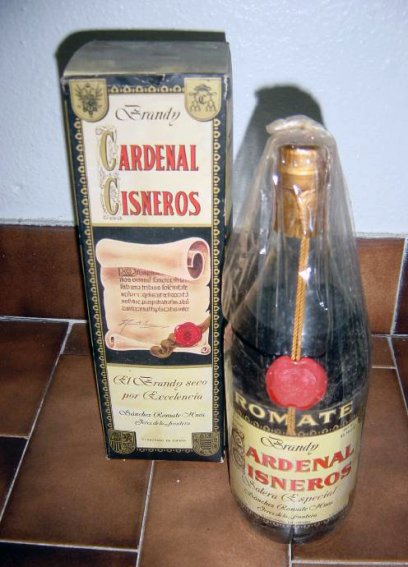 Brandy
CARDENAL
CISNEROS
El Brandy seco
por Excelencia
Sánchez Romate Hnos
Jerez de la frontera
ROMATE
Brandy
CARDENAL
CISNEROS
Solera Especial
Sánchez Romate Hnos
Jerez de la frontera